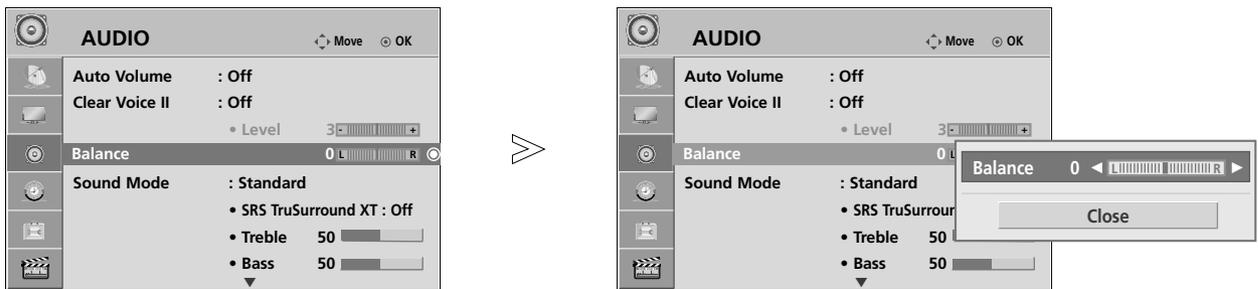 AUDIO Move OK
Auto Volume : Off
Clear Voice II : Off
• Level 3 - +
Balance 0 L R
Sound Mode : Standard
• SRS TruSurround XT : Off
• Treble 50
• Bass 50
AUDIO Move OK
Auto Volume : Off
Clear Voice II : Off
• Level 3 - +
Balance 0 L
Sound Mode : Standard
• SRS TruSurroun
• Treble 50
• Bass 50
Balance 0 L R
Close